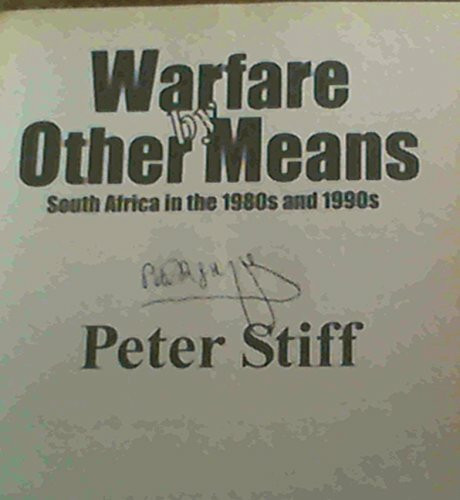 Warfare
by
Other Means
South Africa in the 1980s and 1990s
Peter Stiff